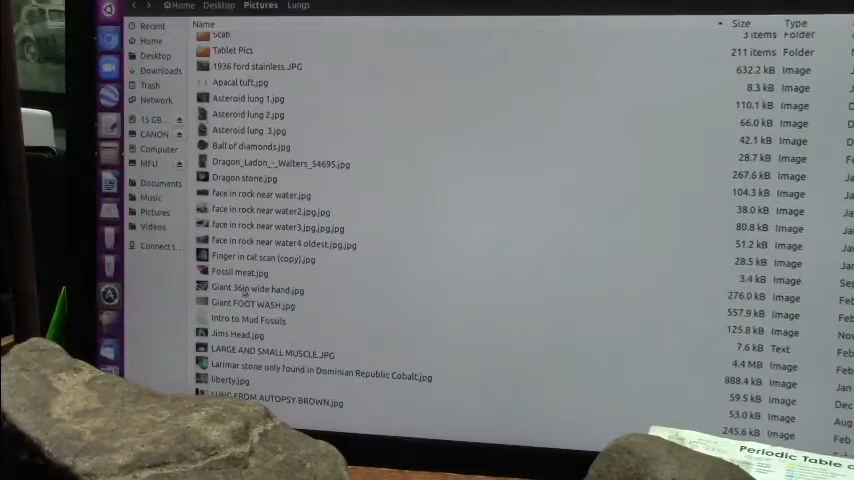 Home Desktop Pictures Lungs
Recent
Home
Desktop
Downloads
Trash
Network
15 GB...
CANON
Computer
MFU
Documents
Music
Pictures
Videos
Connect t...
Name Size Type
Scab 3 items Folder
Tablet Pics 211 items Folder
1936 ford stainless.JPG 632.2 kB Image
Apacal tuft.jpg 8.3 kB Image
Asteroid lung 1.jpg 110.1 kB Image
Asteroid lung 2.jpg 66.0 kB Image
Asteroid lung 3.jpg 42.1 kB Image
Ball of diamonds.jpg 28.7 kB Image
Dragon_Ladon_-_Walters_54695.jpg 267.6 kB Image
Dragon stone.jpg 104.3 kB Image
face in rock near water.jpg 38.0 kB Image
face in rock near water2.jpg.jpg 80.8 kB Image
face in rock near water3.jpg.jpg.jpg 51.2 kB Image
face in rock near water4 oldest.jpg.jpg 28.5 kB Image
Finger in cat scan (copy).jpg 3.4 kB Image
Fossil meat.jpg 276.0 kB Image
Giant 36in wide hand.jpg 557.9 kB Image
Giant FOOT WASH.jpg 125.8 kB Image
Intro to Mud Fossils 7.6 kB Text
Jims Head.jpg 4.4 MB Image
LARGE AND SMALL MUSCLE.JPG 888.4 kB Image
Larimar stone only found in Dominian Republic Cobalt.jpg 59.5 kB Image
liberty.jpg 53.0 kB Image
LUNG FROM AUTOPSY BROWN.jpg 245.6 kB Image
Periodic Table